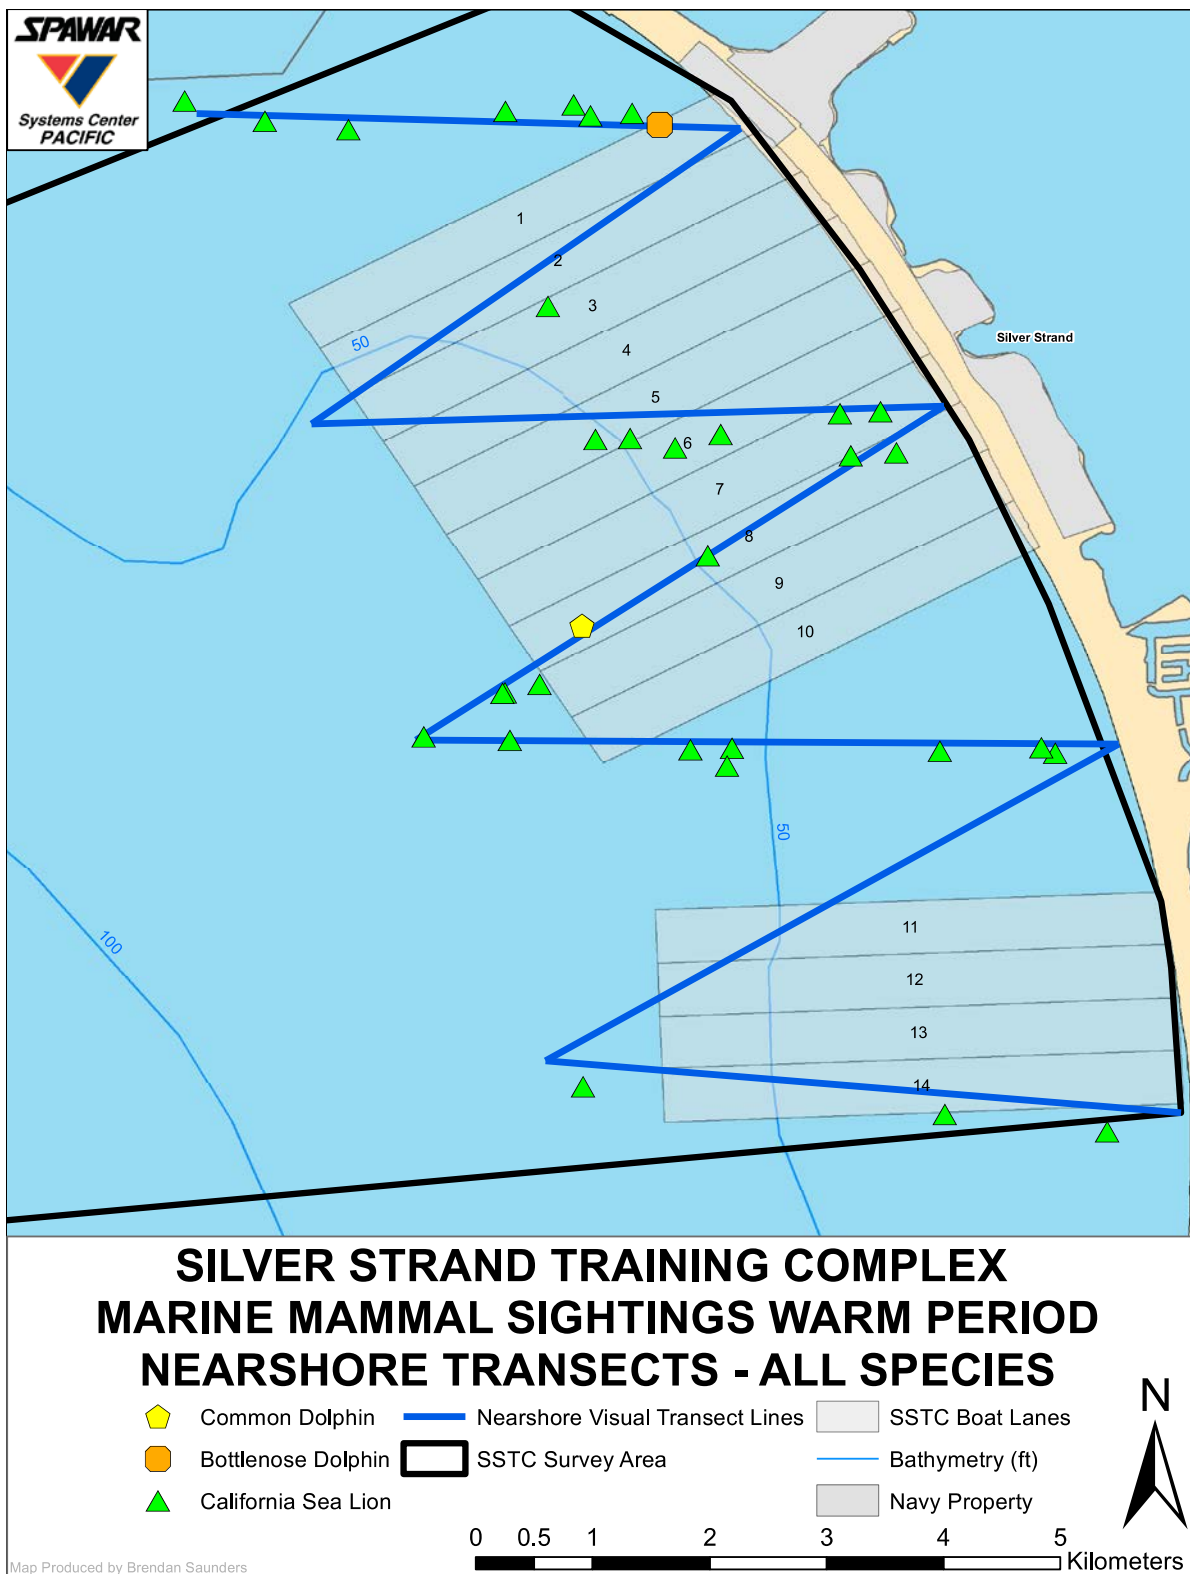 SPAWAR
Systems Center
PACIFIC
1
2
3
50
Silver Strand
4
5
6
7
8
9
10
50
11
100
12
13
14
SILVER STRAND TRAINING COMPLEX
MARINE MAMMAL SIGHTINGS WARM PERIOD
NEARSHORE TRANSECTS - ALL SPECIES
N
Common Dolphin
Nearshore Visual Transect Lines
SSTC Boat Lanes
Bottlenose Dolphin
SSTC Survey Area
Bathymetry (ft)
California Sea Lion
Navy Property
0 0.5 1 2 3 4 5
Kilometers
Map Produced by Brendan Saunders